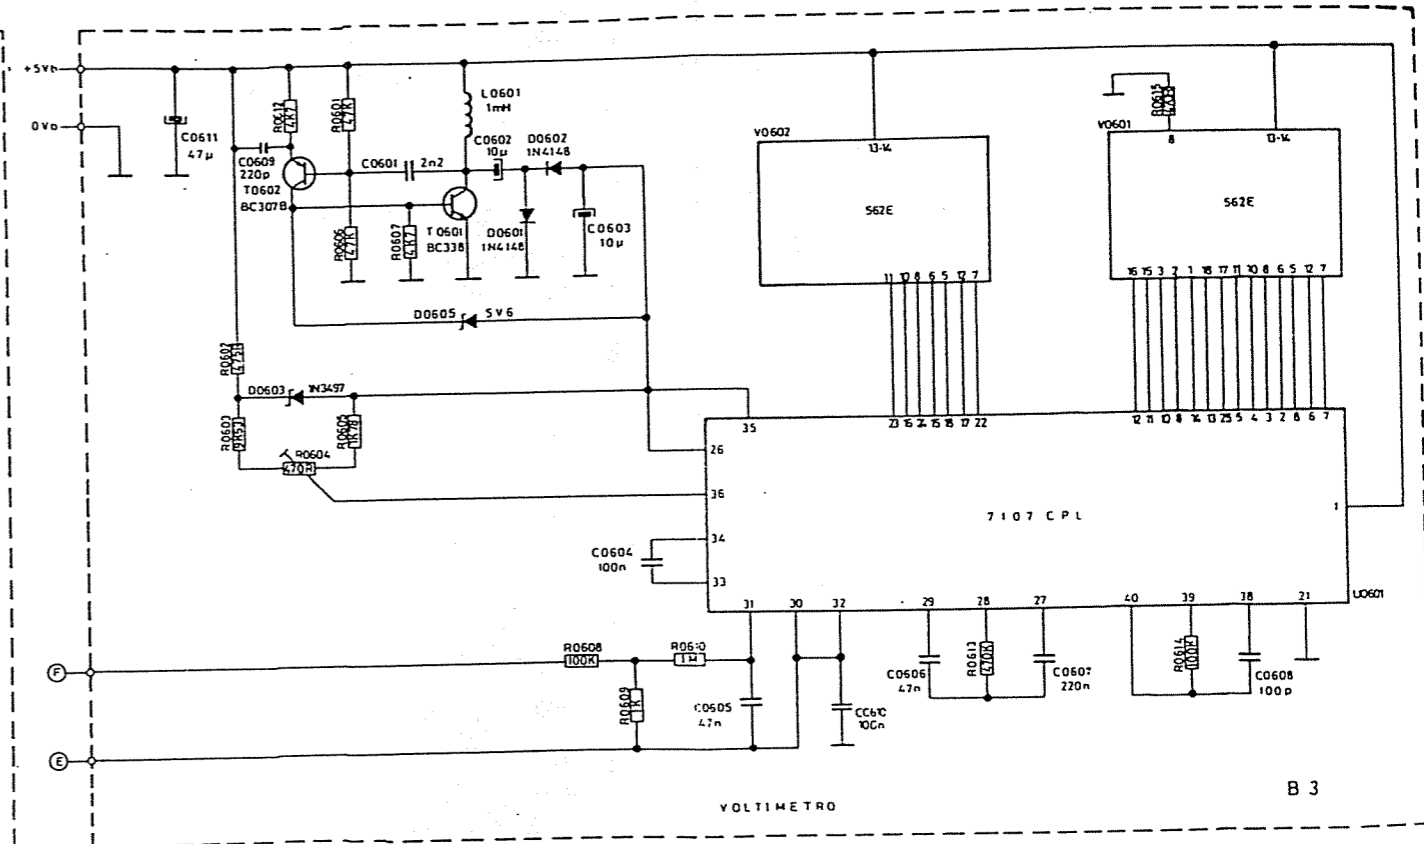 +5Vb
0Vb
C0611
47µ
R0612
4K7
R0601
47K
L0601
1mH
C0609
220p
T0602
BC307B
C0601 2n2
C0602
10µ
D0602
1N4148
T0601
BC338
D0601
1N4148
C0603
10µ
R0606
47K
R0607
4K7
D0605 5V6
R0602
475R
D0603 1N3497
R0603
9K53
R0605
1K78
R0604
470R
V0602
13-14
S62E
11 10 8 6 5 12 7
V0601
R0615
8
13-14
S62E
16 15 3 2 1 18 17 11 10 8 6 5 12 7
23 16 24 15 18 17 22
12 11 10 8 14 13 25 5 4 3 2 8 6 7
35
26
36
34
33
7107 CPL
1
U0601
31 30 32 29 28 27 40 39 38 21
C0604
100n
F
R0608
100K
R0610
1M
R0609
1K
C0605
47n
100n
C0606
47n
R0613
470K
C0607
220n
R0614
100K
C0608
100p
E
B 3
VOLTIMETRO